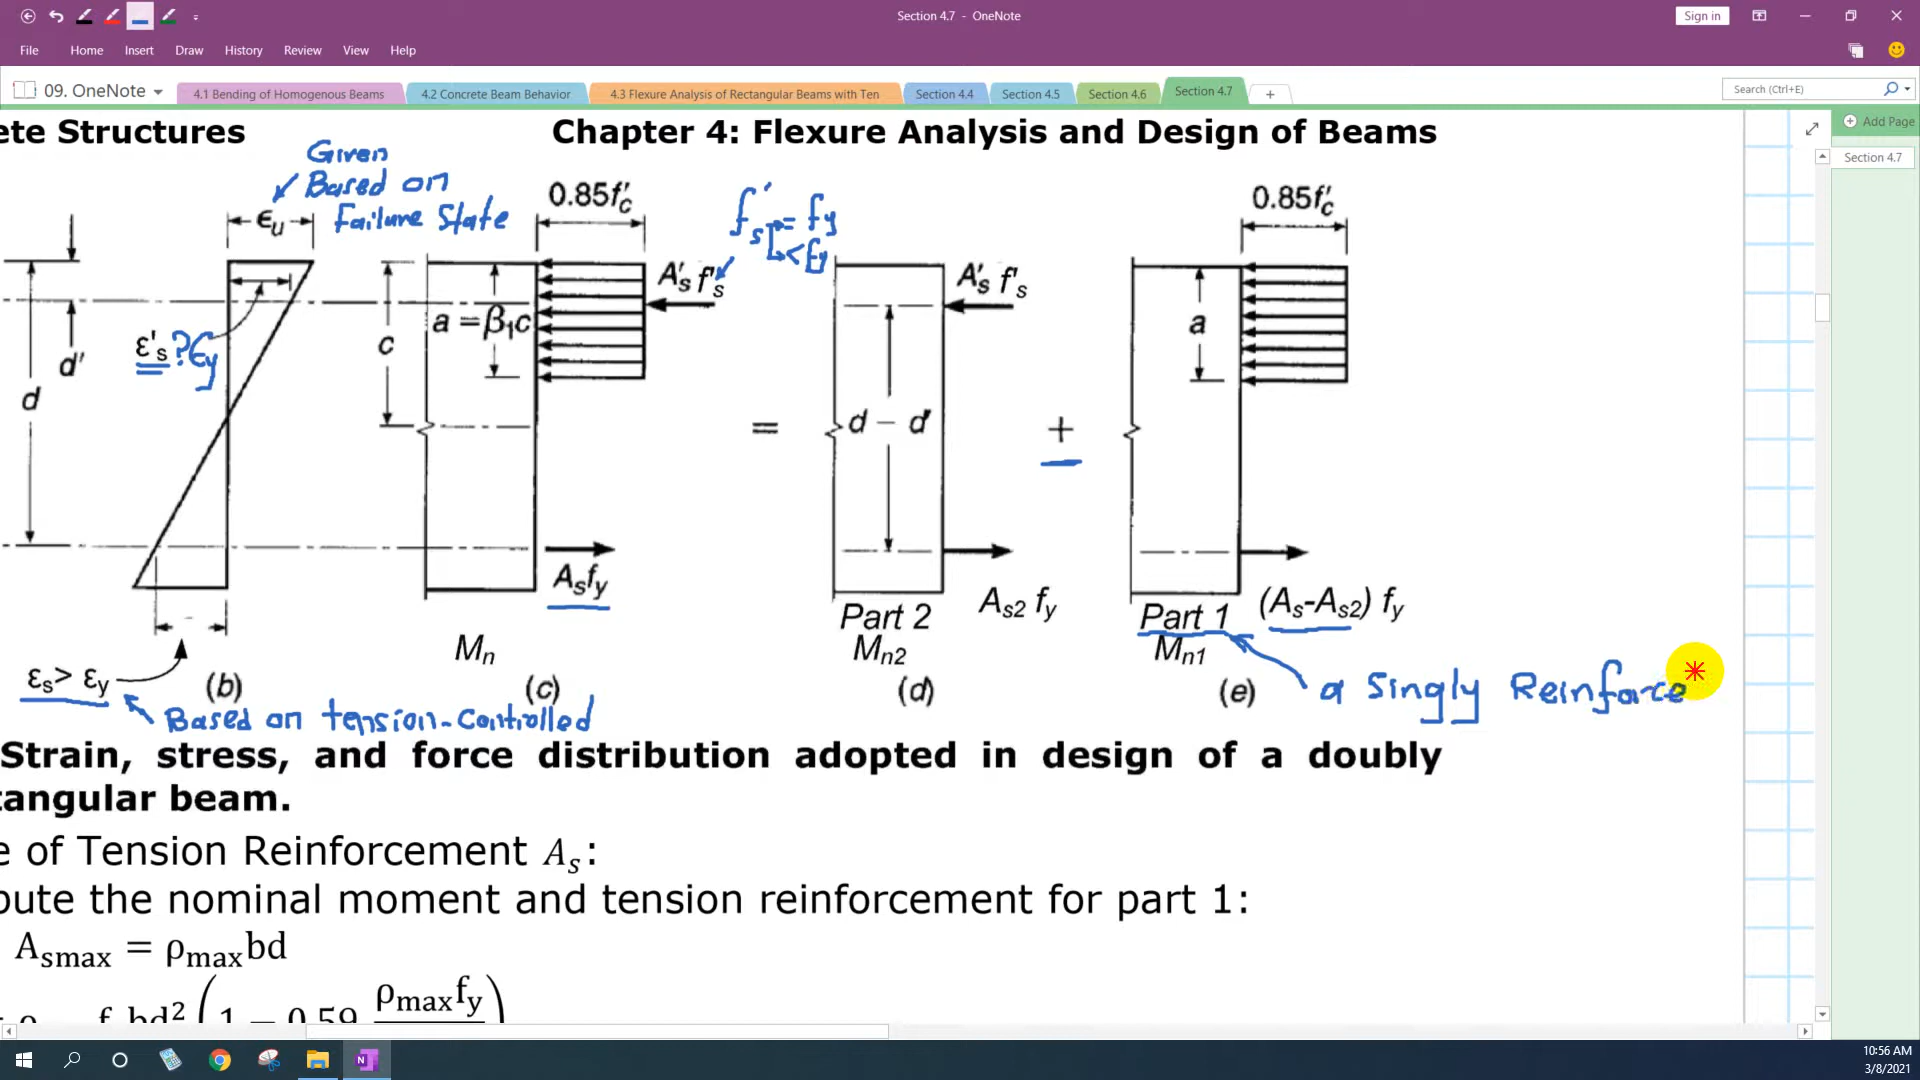 Section 4.7 - OneNote
Sign in
File Home Insert Draw History Review View Help
09. OneNote
4.1 Bending of Homogenous Beams
4.2 Concrete Beam Behavior
4.3 Flexure Analysis of Rectangular Beams with Ten
Section 4.4
Section 4.5
Section 4.6
Section 4.7
Search (Ctrl+E)
Add Page
Section 4.7
ete Structures Chapter 4: Flexure Analysis and Design of Beams
Given
Based on
Failure State
ϵu
0.85f'c
f's = fy
< fy
0.85f'c
A's f's
A's f's
a = β1c
a
c
ε's ? ϵy
d'
d
=
d – d'
+
Asfy
As2 fy
(As-As2) fy
Part 2
Part 1
Mn
Mn2
Mn1
εs> εy
(b)
(c)
(d)
(e)
a Singly Reinforce
Based on tension-Controlled
Strain, stress, and force distribution adopted in design of a doubly
tangular beam.
e of Tension Reinforcement As:
pute the nominal moment and tension reinforcement for part 1:
Asmax = ρmaxbd
ρmaxfy
fybd² (1 − 0.59
10:56 AM
3/8/2021